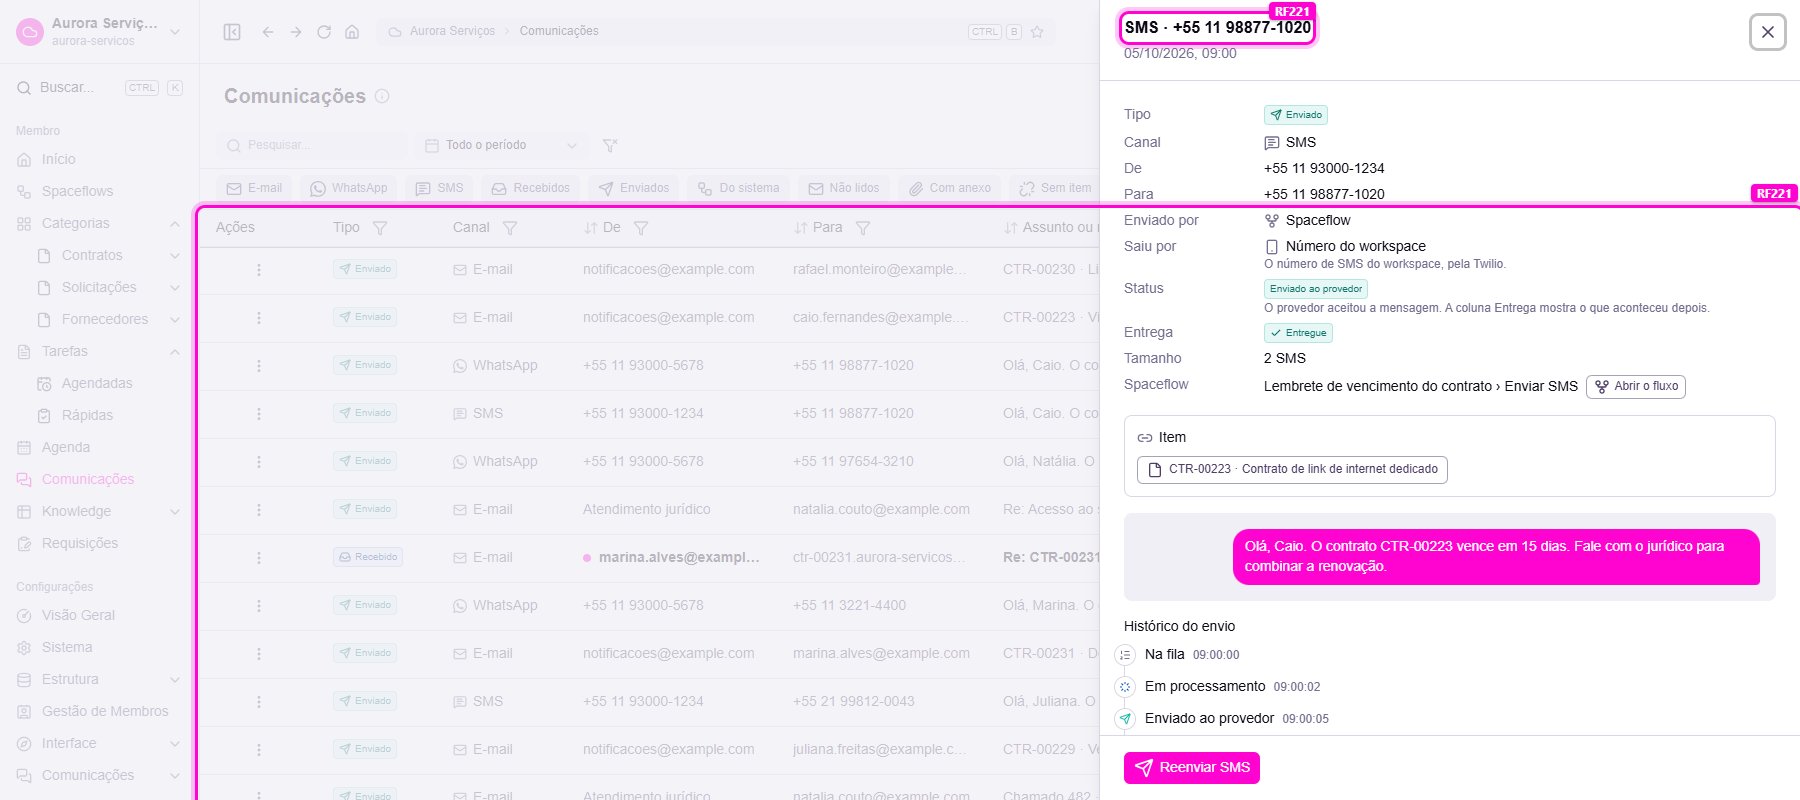 Aurora Serviç...
aurora-servicos
Buscar... CTRL K
Membro
Início
Spaceflows
Categorias
Contratos
Solicitações
Fornecedores
Tarefas
Agendadas
Rápidas
Agenda
Comunicações
Knowledge
Requisições
Configurações
Visão Geral
Sistema
Estrutura
Gestão de Membros
Interface
Comunicações
Aurora Serviços › Comunicações CTRL B
Comunicações
Pesquisar... Todo o período
E-mail WhatsApp SMS Recebidos Enviados Do sistema Não lidos Com anexo Sem item
Ações Tipo Canal De Para Assunto ou
Enviado E-mail notificacoes@example.com rafael.monteiro@example... CTR-00230 · Li
Enviado E-mail notificacoes@example.com caio.fernandes@example.... CTR-00223 · Vi
Enviado WhatsApp +55 11 93000-5678 +55 11 98877-1020 Olá, Caio. O co
Enviado SMS +55 11 93000-1234 +55 11 98877-1020 Olá, Caio. O co
Enviado WhatsApp +55 11 93000-5678 +55 11 97654-3210 Olá, Natália. O
Enviado E-mail Atendimento jurídico natalia.couto@example.com Re: Acesso ao
Recebido E-mail marina.alves@exampl... ctr-00231.aurora-servicos... Re: CTR-00231
Enviado WhatsApp +55 11 93000-5678 +55 11 3221-4400 Olá, Marina. O
Enviado E-mail notificacoes@example.com marina.alves@example.com CTR-00231 · D
Enviado SMS +55 11 93000-1234 +55 21 99812-0043 Olá, Juliana. O
Enviado E-mail notificacoes@example.com juliana.freitas@example.c... CTR-00229 · Ve
Enviado E-mail Atendimento jurídico natalia.couto@example.com Chamado 482
RF221
SMS · +55 11 98877-1020
05/10/2026, 09:00
Tipo Enviado
Canal SMS
De +55 11 93000-1234
Para +55 11 98877-1020
RF221
Enviado por Spaceflow
Saiu por Número do workspace
O número de SMS do workspace, pela Twilio.
Status Enviado ao provedor
O provedor aceitou a mensagem. A coluna Entrega mostra o que aconteceu depois.
Entrega Entregue
Tamanho 2 SMS
Spaceflow Lembrete de vencimento do contrato › Enviar SMS Abrir o fluxo
Item
CTR-00223 · Contrato de link de internet dedicado
Olá, Caio. O contrato CTR-00223 vence em 15 dias. Fale com o jurídico para
combinar a renovação.
Histórico do envio
Na fila 09:00:00
Em processamento 09:00:02
Enviado ao provedor 09:00:05
Reenviar SMS